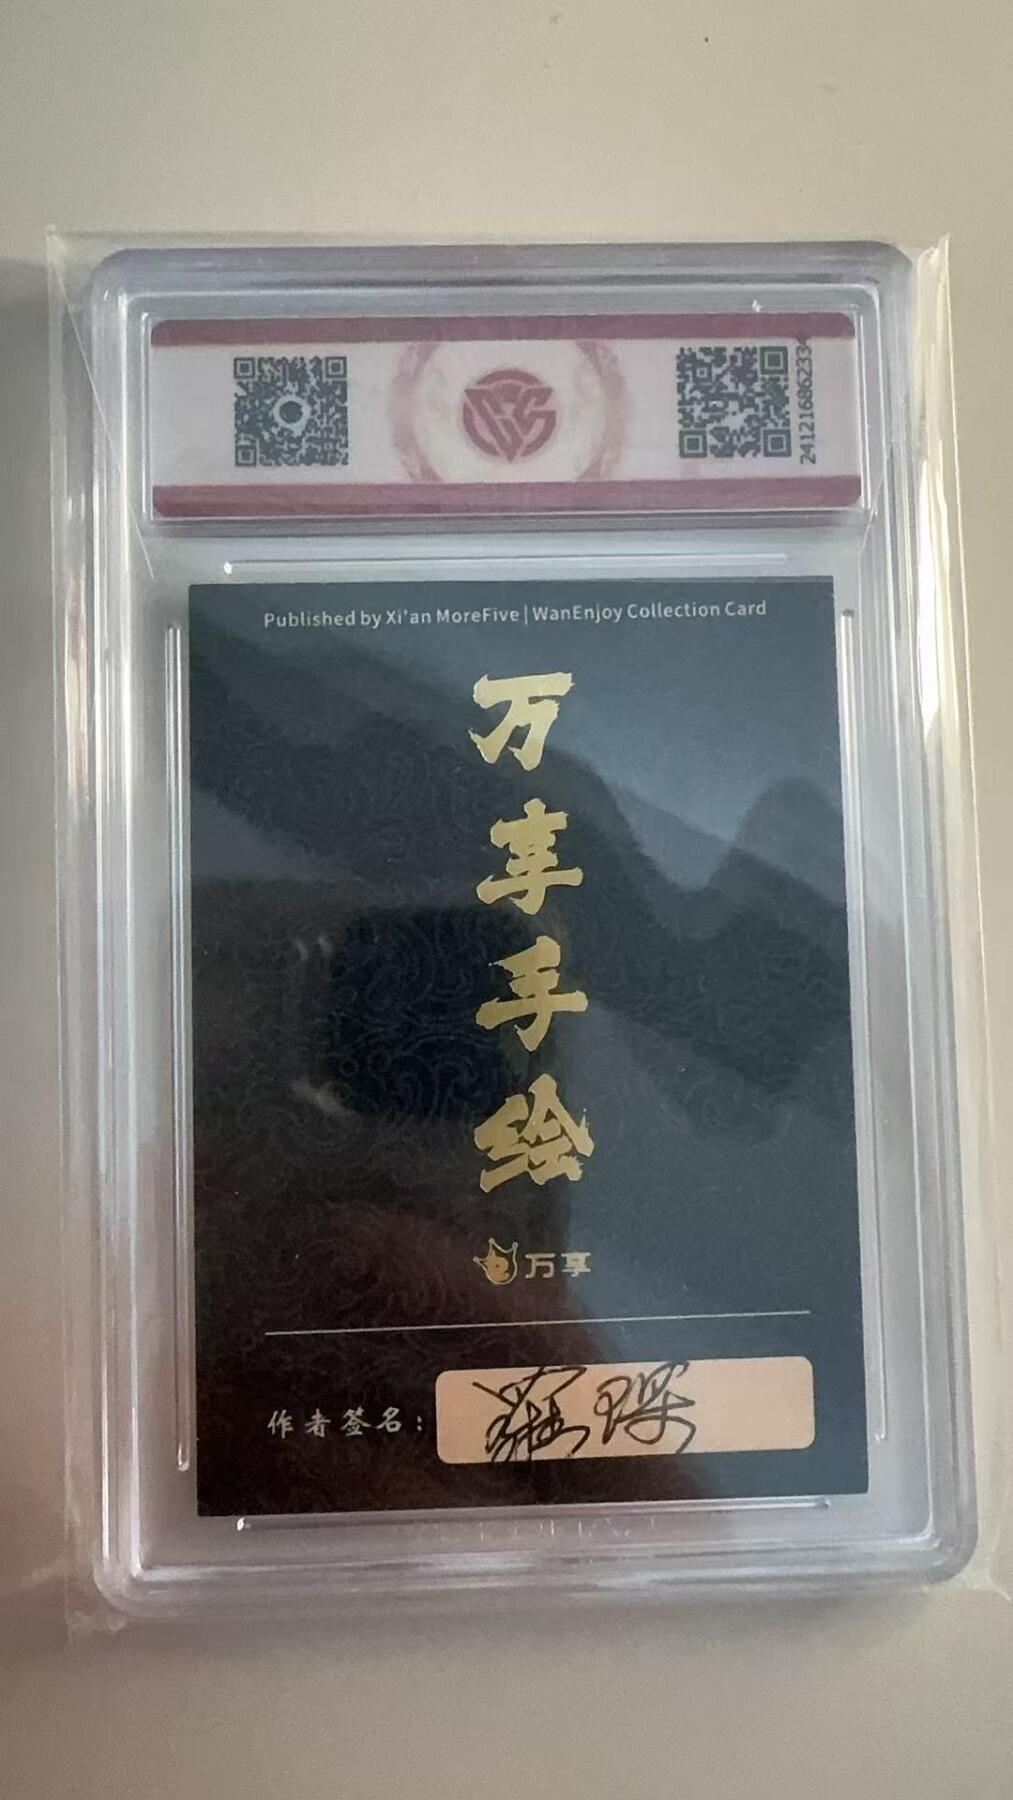 24121686233
Published by Xi'an MoreFive | WanEnjoy Collection Card
万享手绘
万享
作者签名：